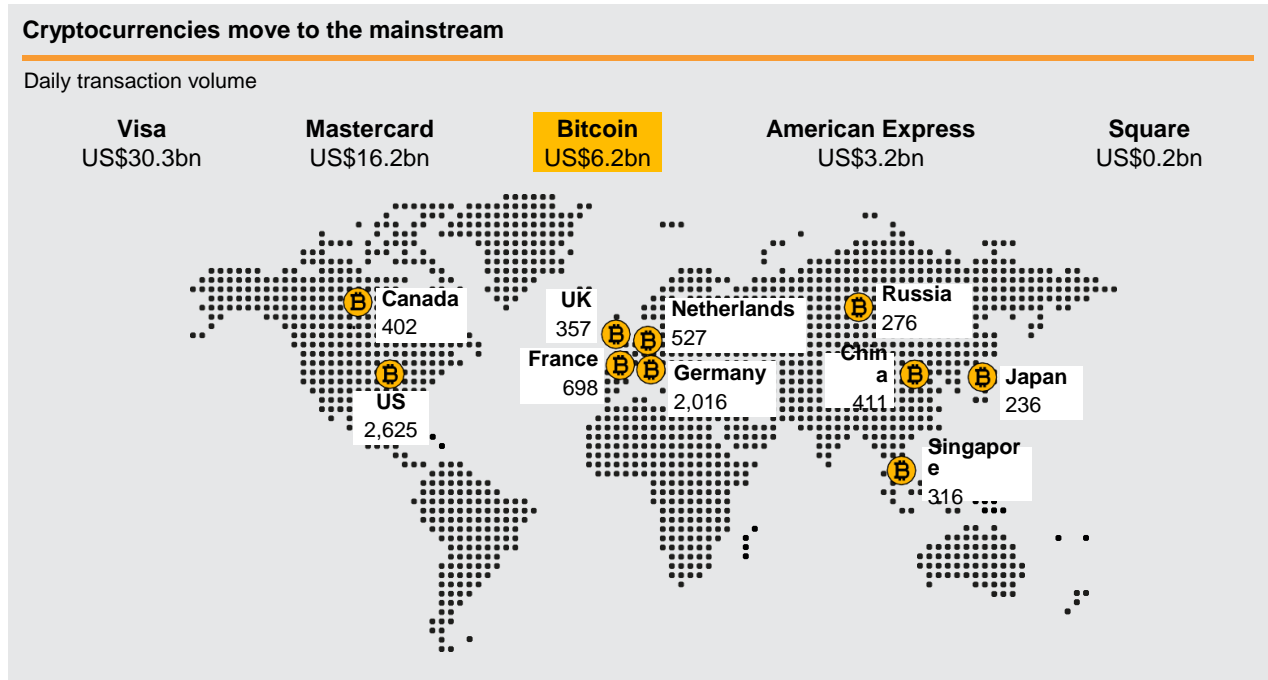 Cryptocurrencies move to the mainstream
Daily transaction volume
Visa
US$30.3bn
Mastercard
US$16.2bn
Bitcoin
US$6.2bn
American Express
US$3.2bn
Square
US$0.2bn
Canada
402
US
2,625
UK
357
France
698
Netherlands
527
Germany
2,016
Russia
276
Chin
a
411
Japan
236
Singapor
e
316